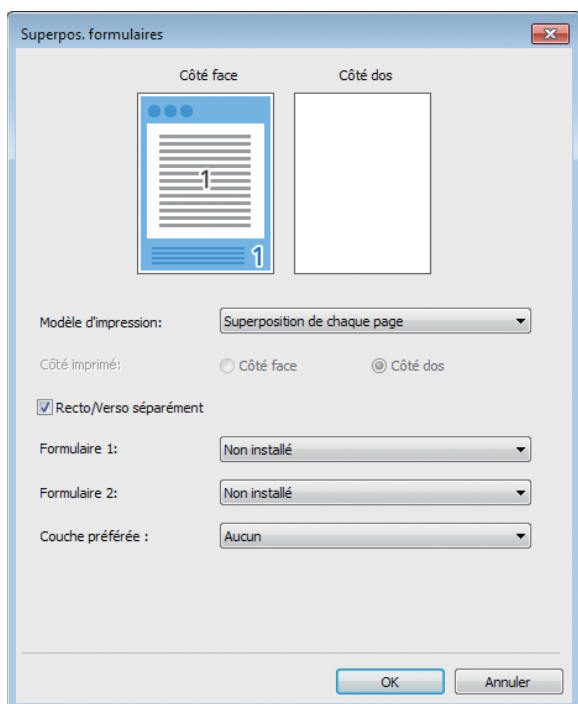 Superpos. formulaires
Côté face Côté dos
1
1
Modèle d'impression: Superposition de chaque page
Côté imprimé: Côté face Côté dos
Recto/Verso séparément
Formulaire 1: Non installé
Formulaire 2: Non installé
Couche préférée : Aucun
OK Annuler